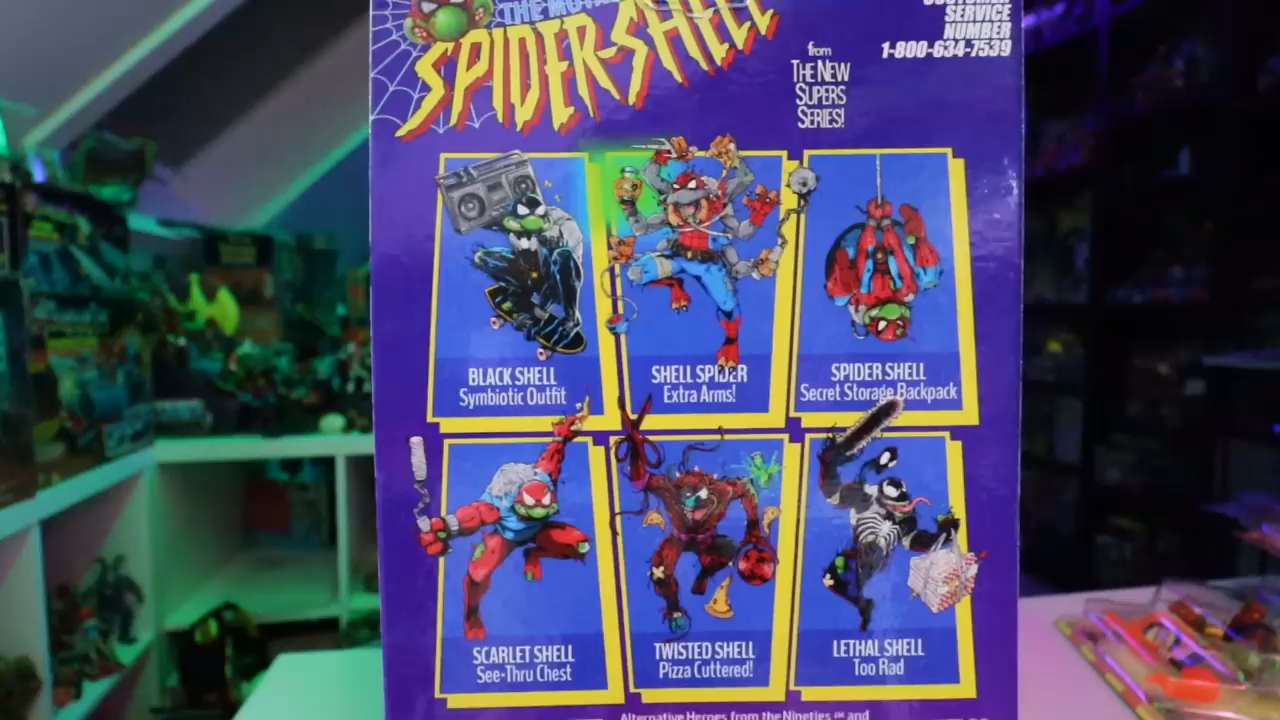 THE
SPIDER-SHELL
from
THE NEW
SUPERS
SERIES!
CUSTOMER
SERVICE
NUMBER
1-800-634-7539
BLACK SHELL
Symbiotic Outfit
SHELL SPIDER
Extra Arms!
SPIDER SHELL
Secret Storage Backpack
SCARLET SHELL
See-Thru Chest
TWISTED SHELL
Pizza Cuttered!
LETHAL SHELL
Too Rad
Alternative Heroes from the Nineties and